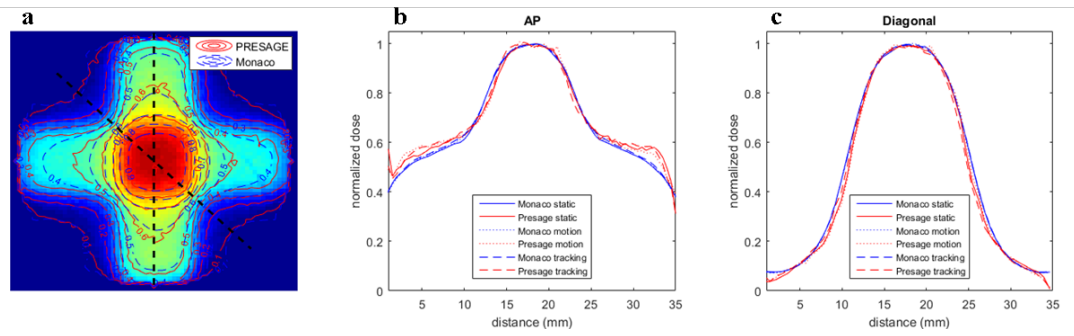 a
PRESAGE
Monaco
b
AP
normalized dose
1
0.8
0.6
0.4
0.2
0
5
10
15
20
25
30
35
distance (mm)
Monaco static
Presage static
Monaco motion
Presage motion
Monaco tracking
Presage tracking
c
Diagonal
normalized dose
1
0.8
0.6
0.4
0.2
0
5
10
15
20
25
30
35
distance (mm)
Monaco static
Presage static
Monaco motion
Presage motion
Monaco tracking
Presage tracking